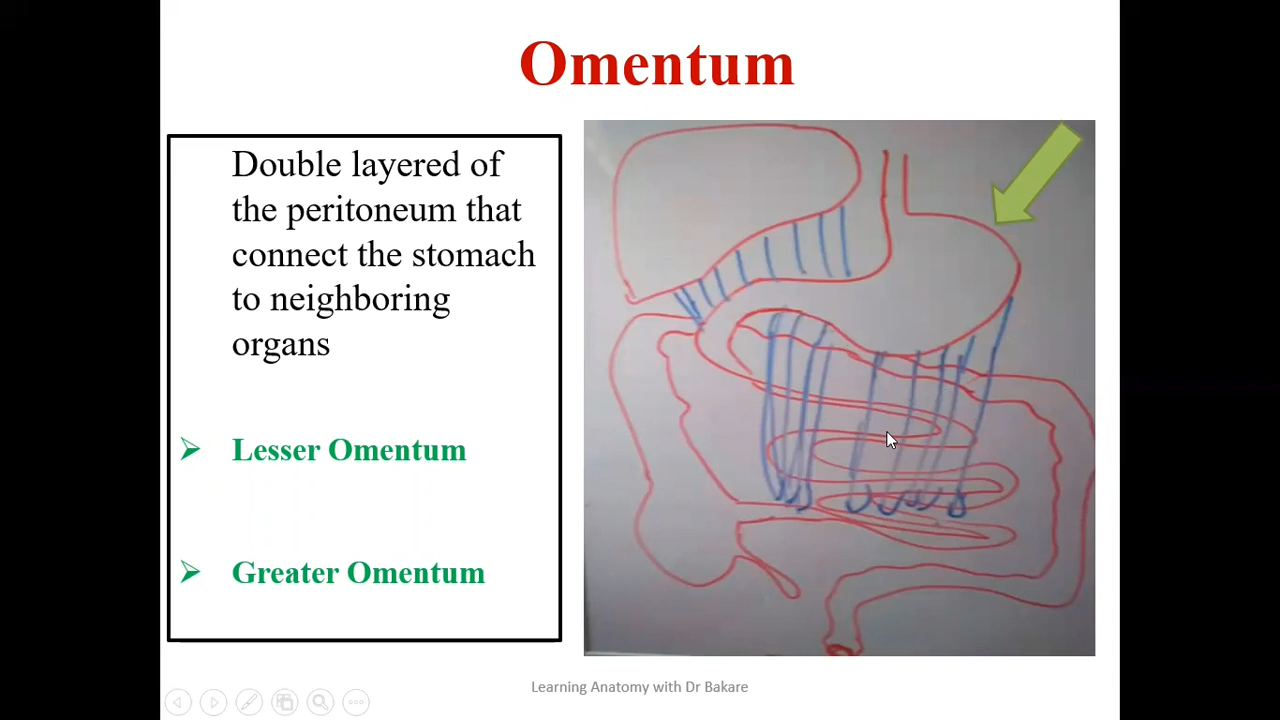 Omentum
Double layered of
the peritoneum that
connect the stomach
to neighboring
organs
Lesser Omentum
Greater Omentum
Learning Anatomy with Dr Bakare